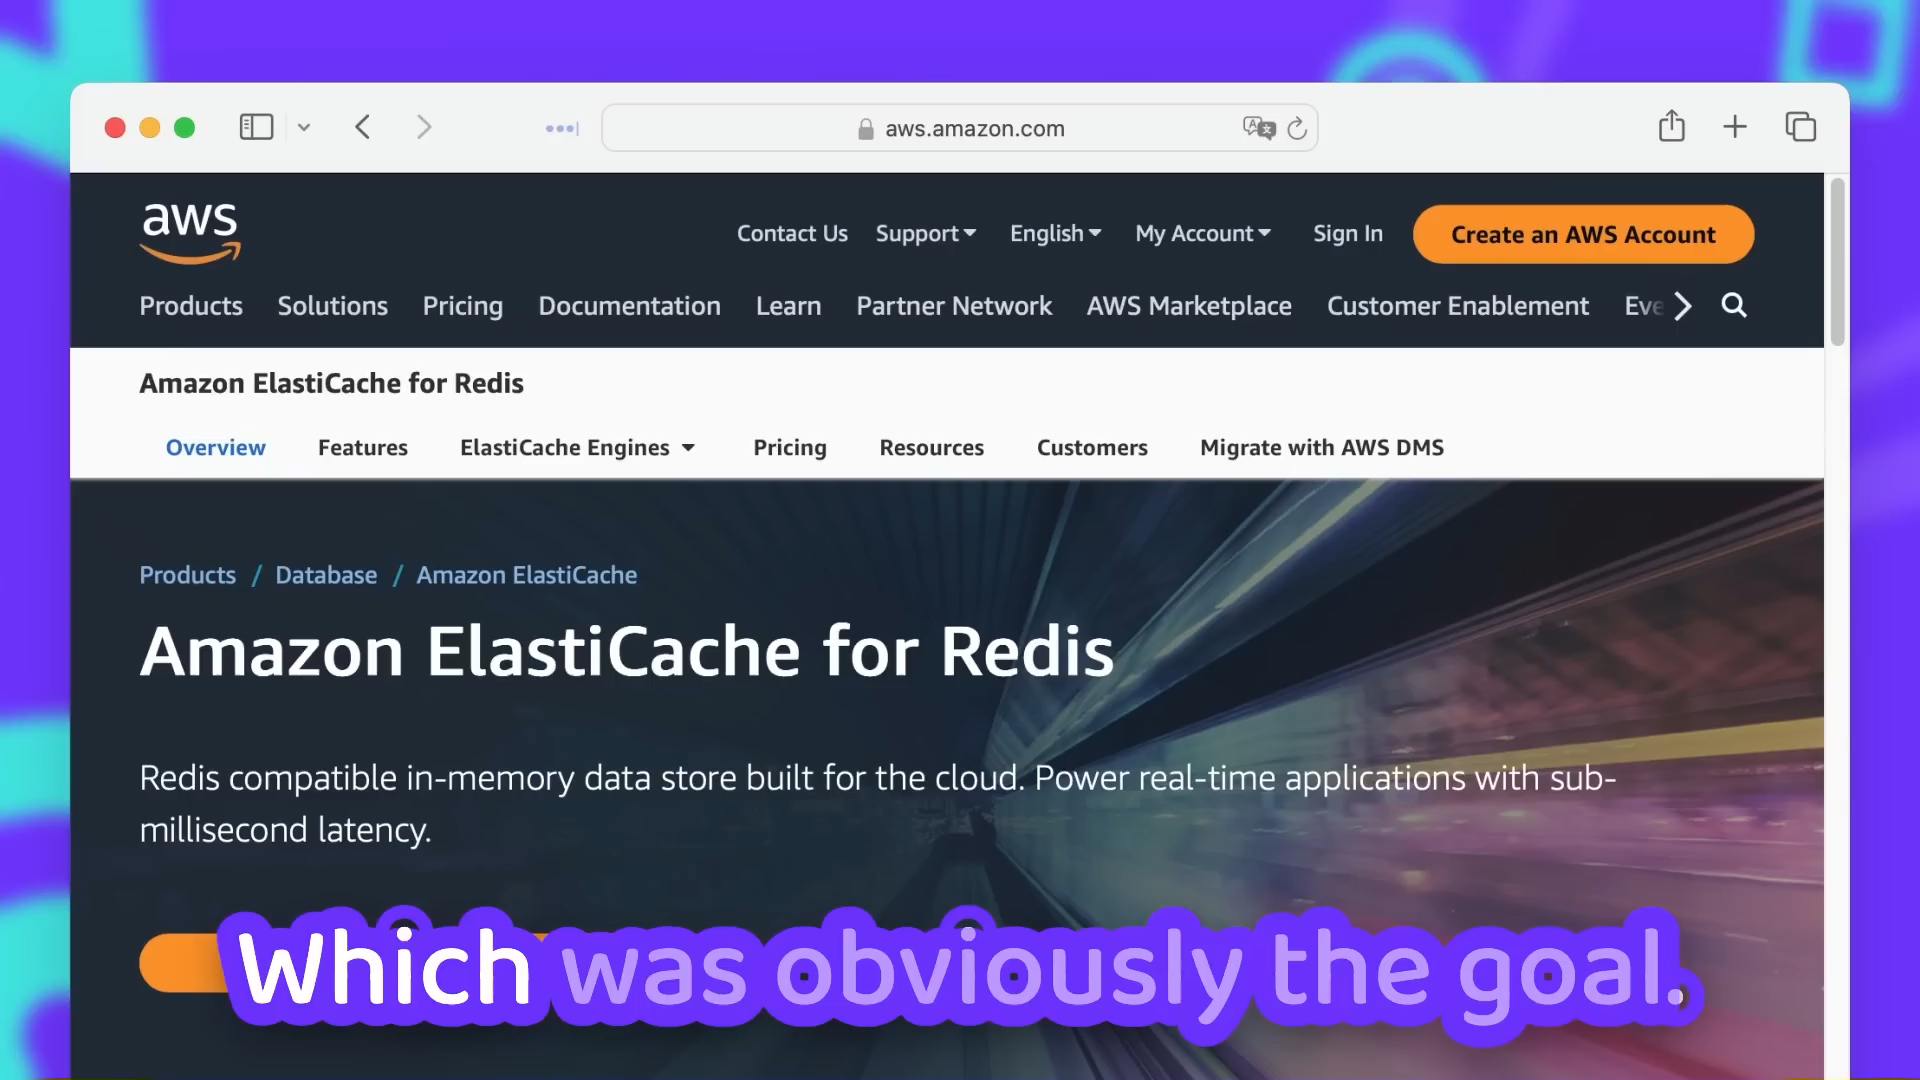 aws.amazon.com
aws
Contact Us Support English My Account Sign In Create an AWS Account
Products Solutions Pricing Documentation Learn Partner Network AWS Marketplace Customer Enablement Eve
Amazon ElastiCache for Redis
Overview Features ElastiCache Engines Pricing Resources Customers Migrate with AWS DMS
Products / Database / Amazon ElastiCache
Amazon ElastiCache for Redis
Redis compatible in-memory data store built for the cloud. Power real-time applications with sub-
millisecond latency.
Which was obviously the goal.